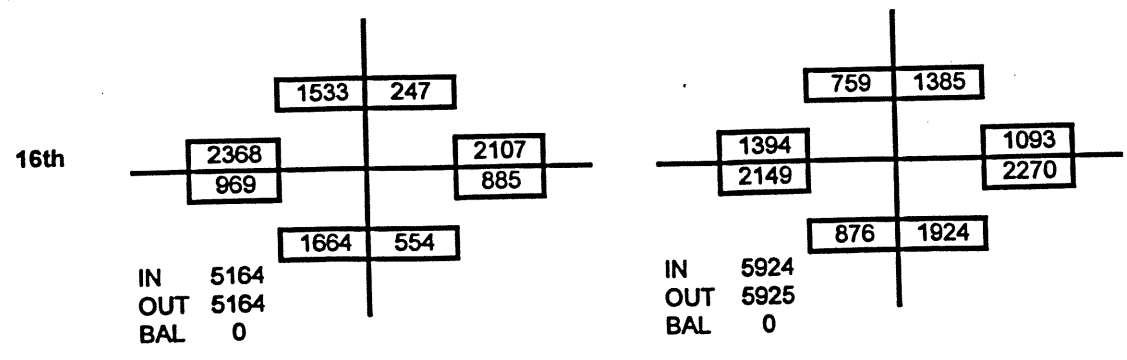 1533 247
759 1385
16th
2368
969
2107
885
1394
2149
1093
2270
1664 554
876 1924
IN 5164
OUT 5164
BAL 0
IN 5924
OUT 5925
BAL 0